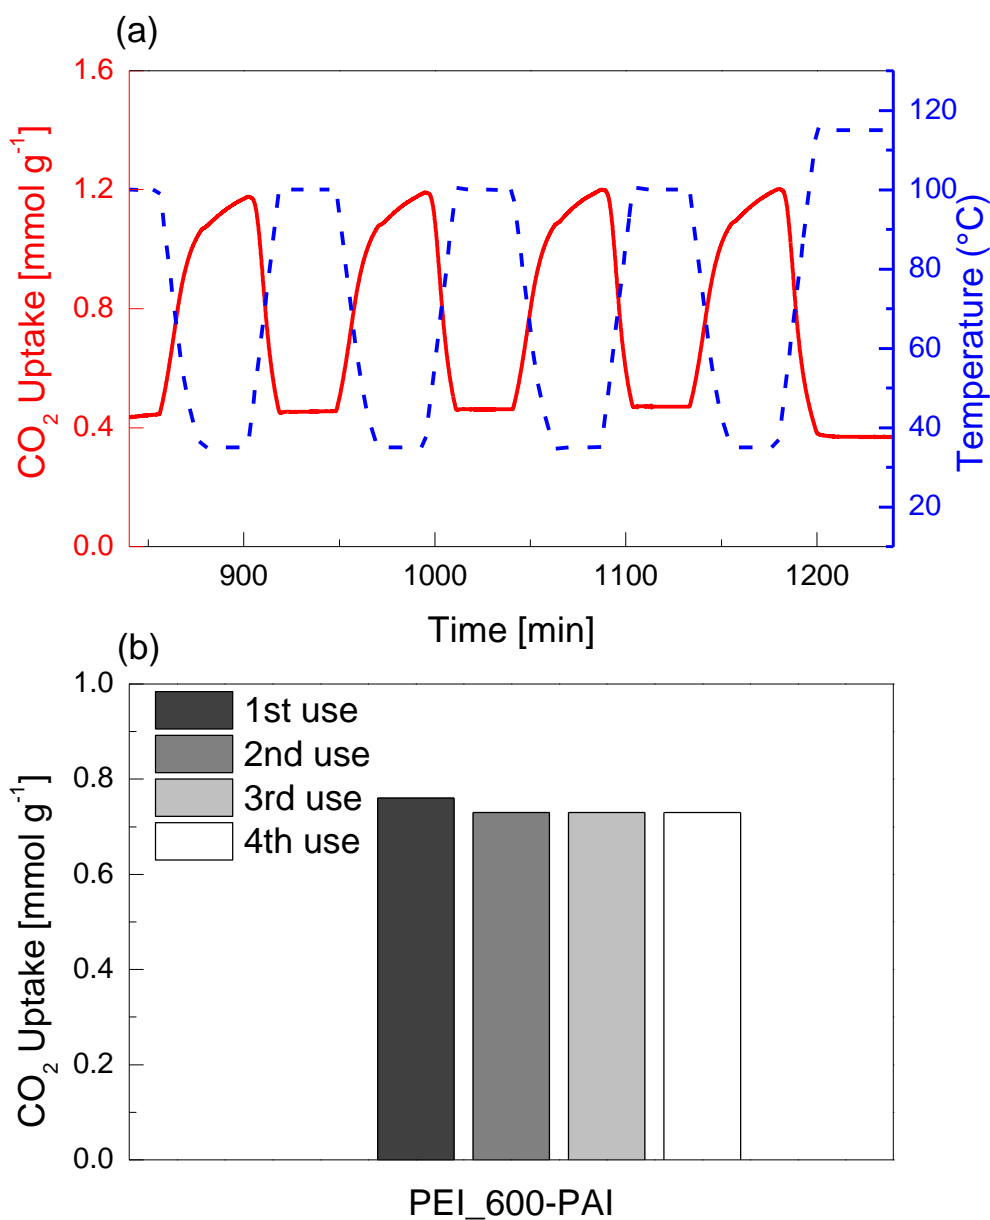 (a)
CO₂ Uptake [mmol g⁻¹]
1.6
1.2
0.8
0.4
0.0
120
100
80
60
40
20
Temperature (°C)
900 1000 1100 1200
Time [min]
(b)
CO₂ Uptake [mmol g⁻¹]
1.0
0.8
0.6
0.4
0.2
0.0
1st use
2nd use
3rd use
4th use
PEI_600-PAI